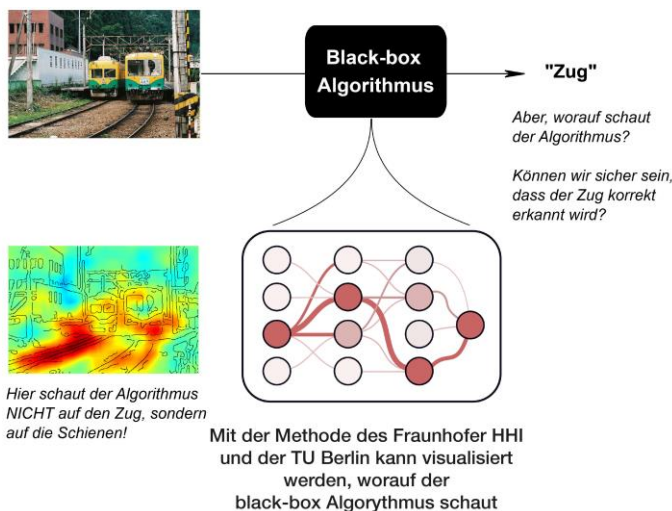 Black-box
Algorithmus
"Zug"
Aber, worauf schaut
der Algorithmus?
Können wir sicher sein,
dass der Zug korrekt
erkannt wird?
Hier schaut der Algorithmus
NICHT auf den Zug, sondern
auf die Schienen!
Mit der Methode des Fraunhofer HHI
und der TU Berlin kann visualisiert
werden, worauf der
black-box Algorythmus schaut